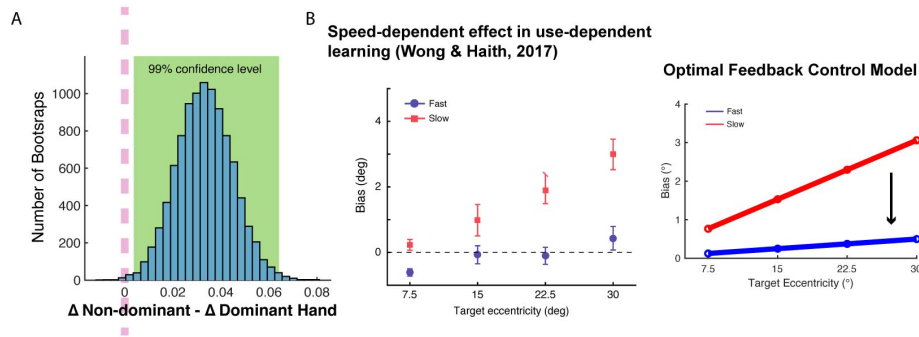 A
99% confidence level
Number of Bootsraps
1000
800
600
400
200
0
0 0.02 0.04 0.06 0.08
Δ Non-dominant - Δ Dominant Hand
B
Speed-dependent effect in use-dependent
learning (Wong & Haith, 2017)
Fast
Slow
Bias (deg)
4
2
0
7.5 15 22.5 30
Target eccentricity (deg)
Optimal Feedback Control Model
Fast
Slow
Bias (°)
4
3
2
1
0
7.5 15 22.5 30
Target Eccentricity (°)